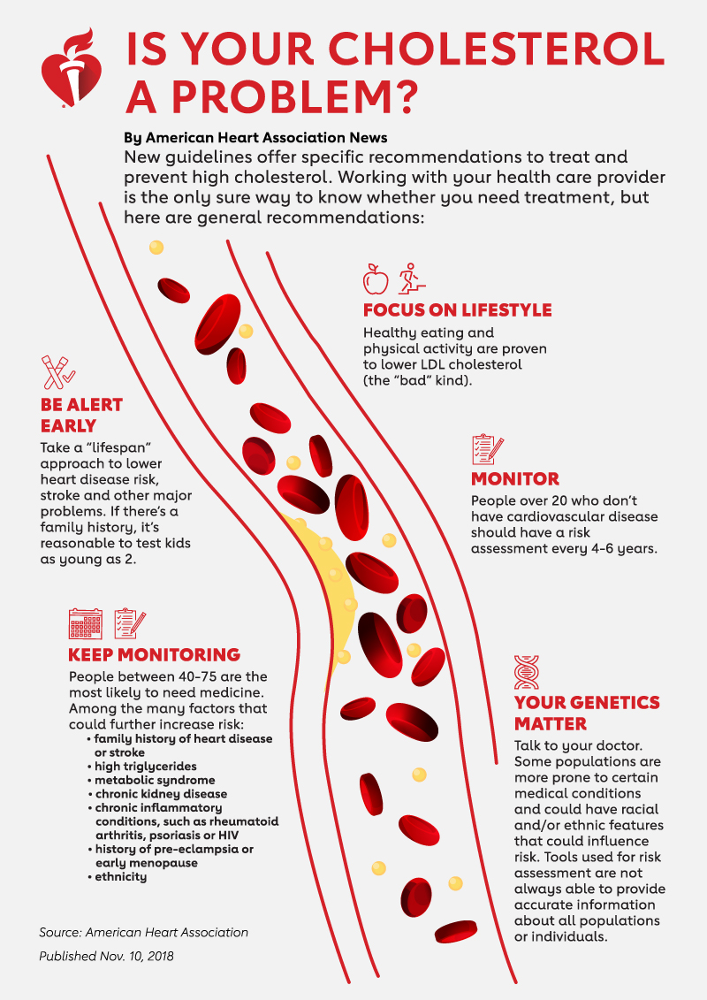 IS YOUR CHOLESTEROL
A PROBLEM?
By American Heart Association News
New guidelines offer specific recommendations to treat and
prevent high cholesterol. Working with your health care provider
is the only sure way to know whether you need treatment, but
here are general recommendations:
FOCUS ON LIFESTYLE
Healthy eating and
physical activity are proven
to lower LDL cholesterol
(the “bad” kind).
BE ALERT
EARLY
Take a “lifespan”
approach to lower
heart disease risk,
stroke and other major
problems. If there’s a
family history, it’s
reasonable to test kids
as young as 2.
MONITOR
People over 20 who don’t
have cardiovascular disease
should have a risk
assessment every 4-6 years.
KEEP MONITORING
People between 40-75 are the
most likely to need medicine.
Among the many factors that
could further increase risk:
• family history of heart disease
or stroke
• high triglycerides
• metabolic syndrome
• chronic kidney disease
• chronic inflammatory
conditions, such as rheumatoid
arthritis, psoriasis or HIV
• history of pre-eclampsia or
early menopause
• ethnicity
YOUR GENETICS
MATTER
Talk to your doctor.
Some populations are
more prone to certain
medical conditions
and could have racial
and/or ethnic features
that could influence
risk. Tools used for risk
assessment are not
always able to provide
accurate information
about all populations
or individuals.
Source: American Heart Association
Published Nov. 10, 2018